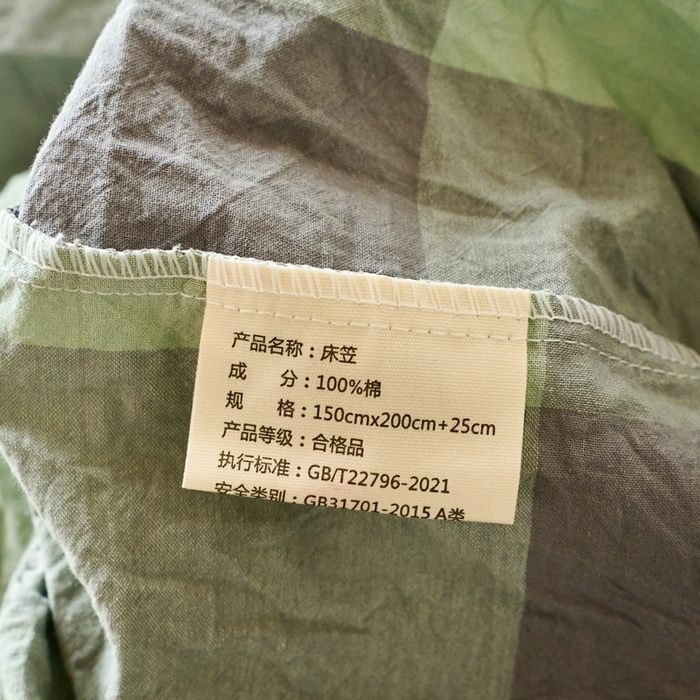 产品名称：床笠
成 分：100%棉
规 格：150cmx200cm+25cm
产品等级：合格品
执行标准：GB/T22796-2021
安全类别：GB31701-2015 A类